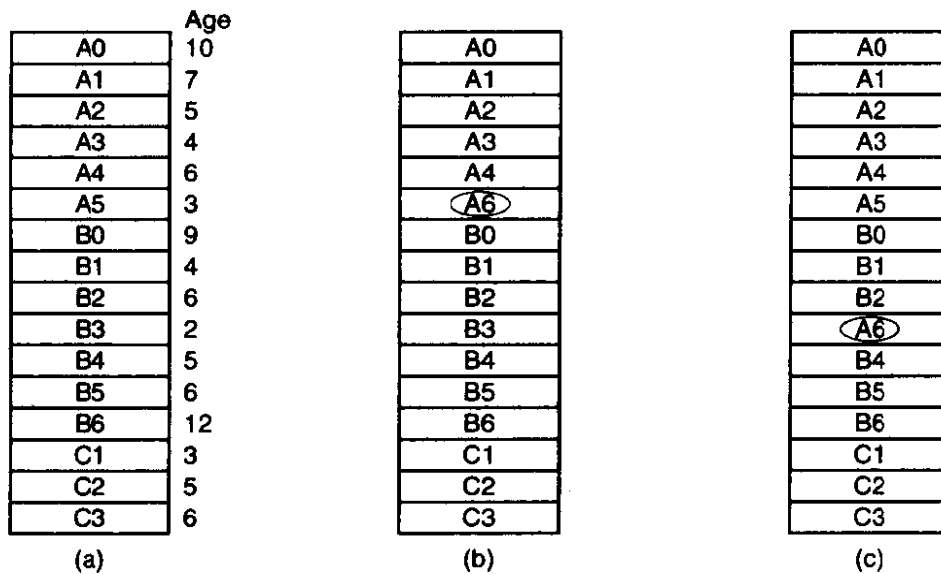 Age
A0 10
A1 7
A2 5
A3 4
A4 6
A5 3
B0 9
B1 4
B2 6
B3 2
B4 5
B5 6
B6 12
C1 3
C2 5
C3 6
(a)
A0
A1
A2
A3
A4
A6
B0
B1
B2
B3
B4
B5
B6
C1
C2
C3
(b)
A0
A1
A2
A3
A4
A5
B0
B1
B2
A6
B4
B5
B6
C1
C2
C3
(c)